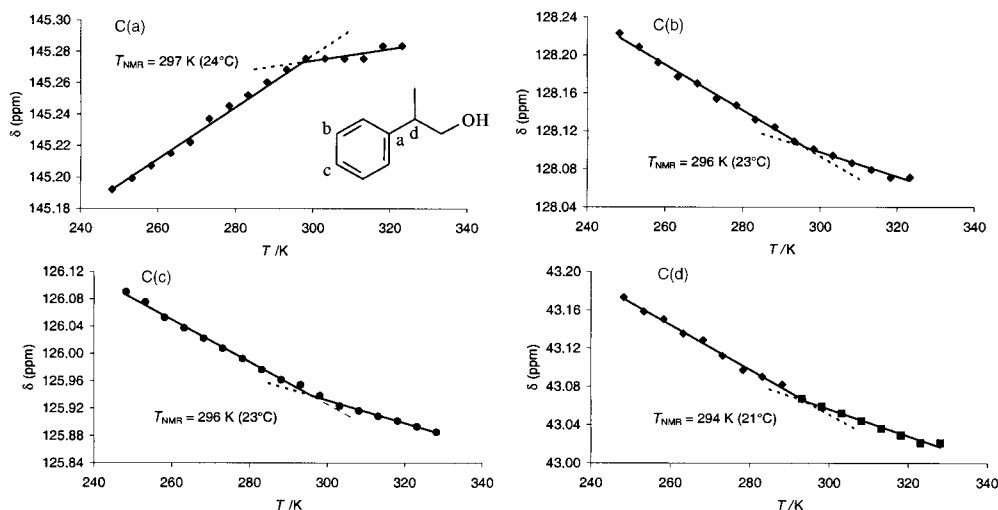 C(a)
δ (ppm)
145.30
145.28
145.26
145.24
145.22
145.20
145.18
T_NMR = 297 K (24°C)
OH
b
a
d
c
240 260 280 300 320 340
T /K
C(b)
δ (ppm)
128.24
128.20
128.16
128.12
128.08
128.04
T_NMR = 296 K (23°C)
240 260 280 300 320 340
T /K
C(c)
δ (ppm)
126.12
126.08
126.04
126.00
125.96
125.92
125.88
125.84
T_NMR = 296 K (23°C)
240 260 280 300 320 340
T /K
C(d)
δ (ppm)
43.20
43.16
43.12
43.08
43.04
43.00
T_NMR = 294 K (21°C)
240 260 280 300 320 340
T /K